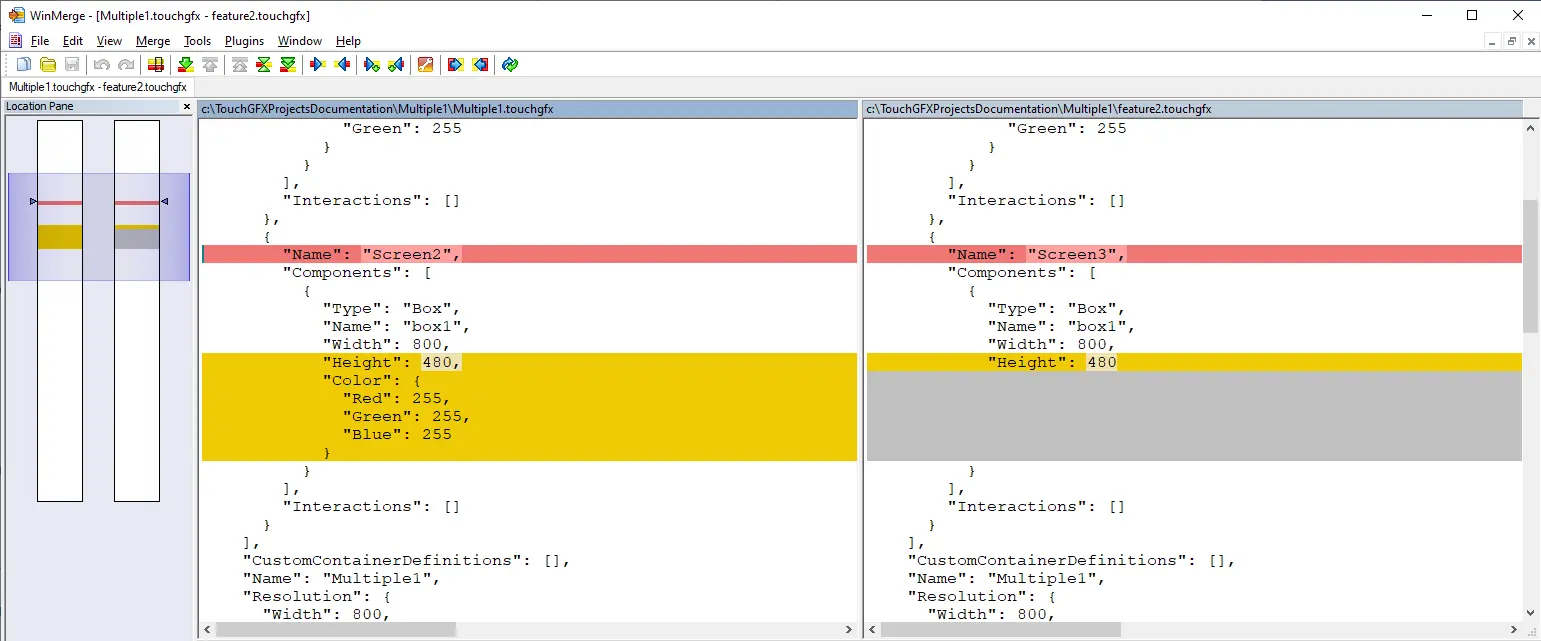 WinMerge - [Multiple1.touchgfx - feature2.touchgfx]
File Edit View Merge Tools Plugins Window Help
Multiple1.touchgfx - feature2.touchgfx
Location Pane
c:\TouchGFXProjectsDocumentation\Multiple1\Multiple1.touchgfx
"Green": 255
}
}
],
"Interactions": []
},
{
"Name": "Screen2",
"Components": [
{
"Type": "Box",
"Name": "box1",
"Width": 800,
"Height": 480,
"Color": {
"Red": 255,
"Green": 255,
"Blue": 255
}
}
],
"Interactions": []
}
],
"CustomContainerDefinitions": [],
"Name": "Multiple1",
"Resolution": {
"Width": 800,
c:\TouchGFXProjectsDocumentation\Multiple1\feature2.touchgfx
"Green": 255
}
}
],
"Interactions": []
},
{
"Name": "Screen3",
"Components": [
{
"Type": "Box",
"Name": "box1",
"Width": 800,
"Height": 480
}
],
"Interactions": []
}
],
"CustomContainerDefinitions": [],
"Name": "Multiple1",
"Resolution": {
"Width": 800,